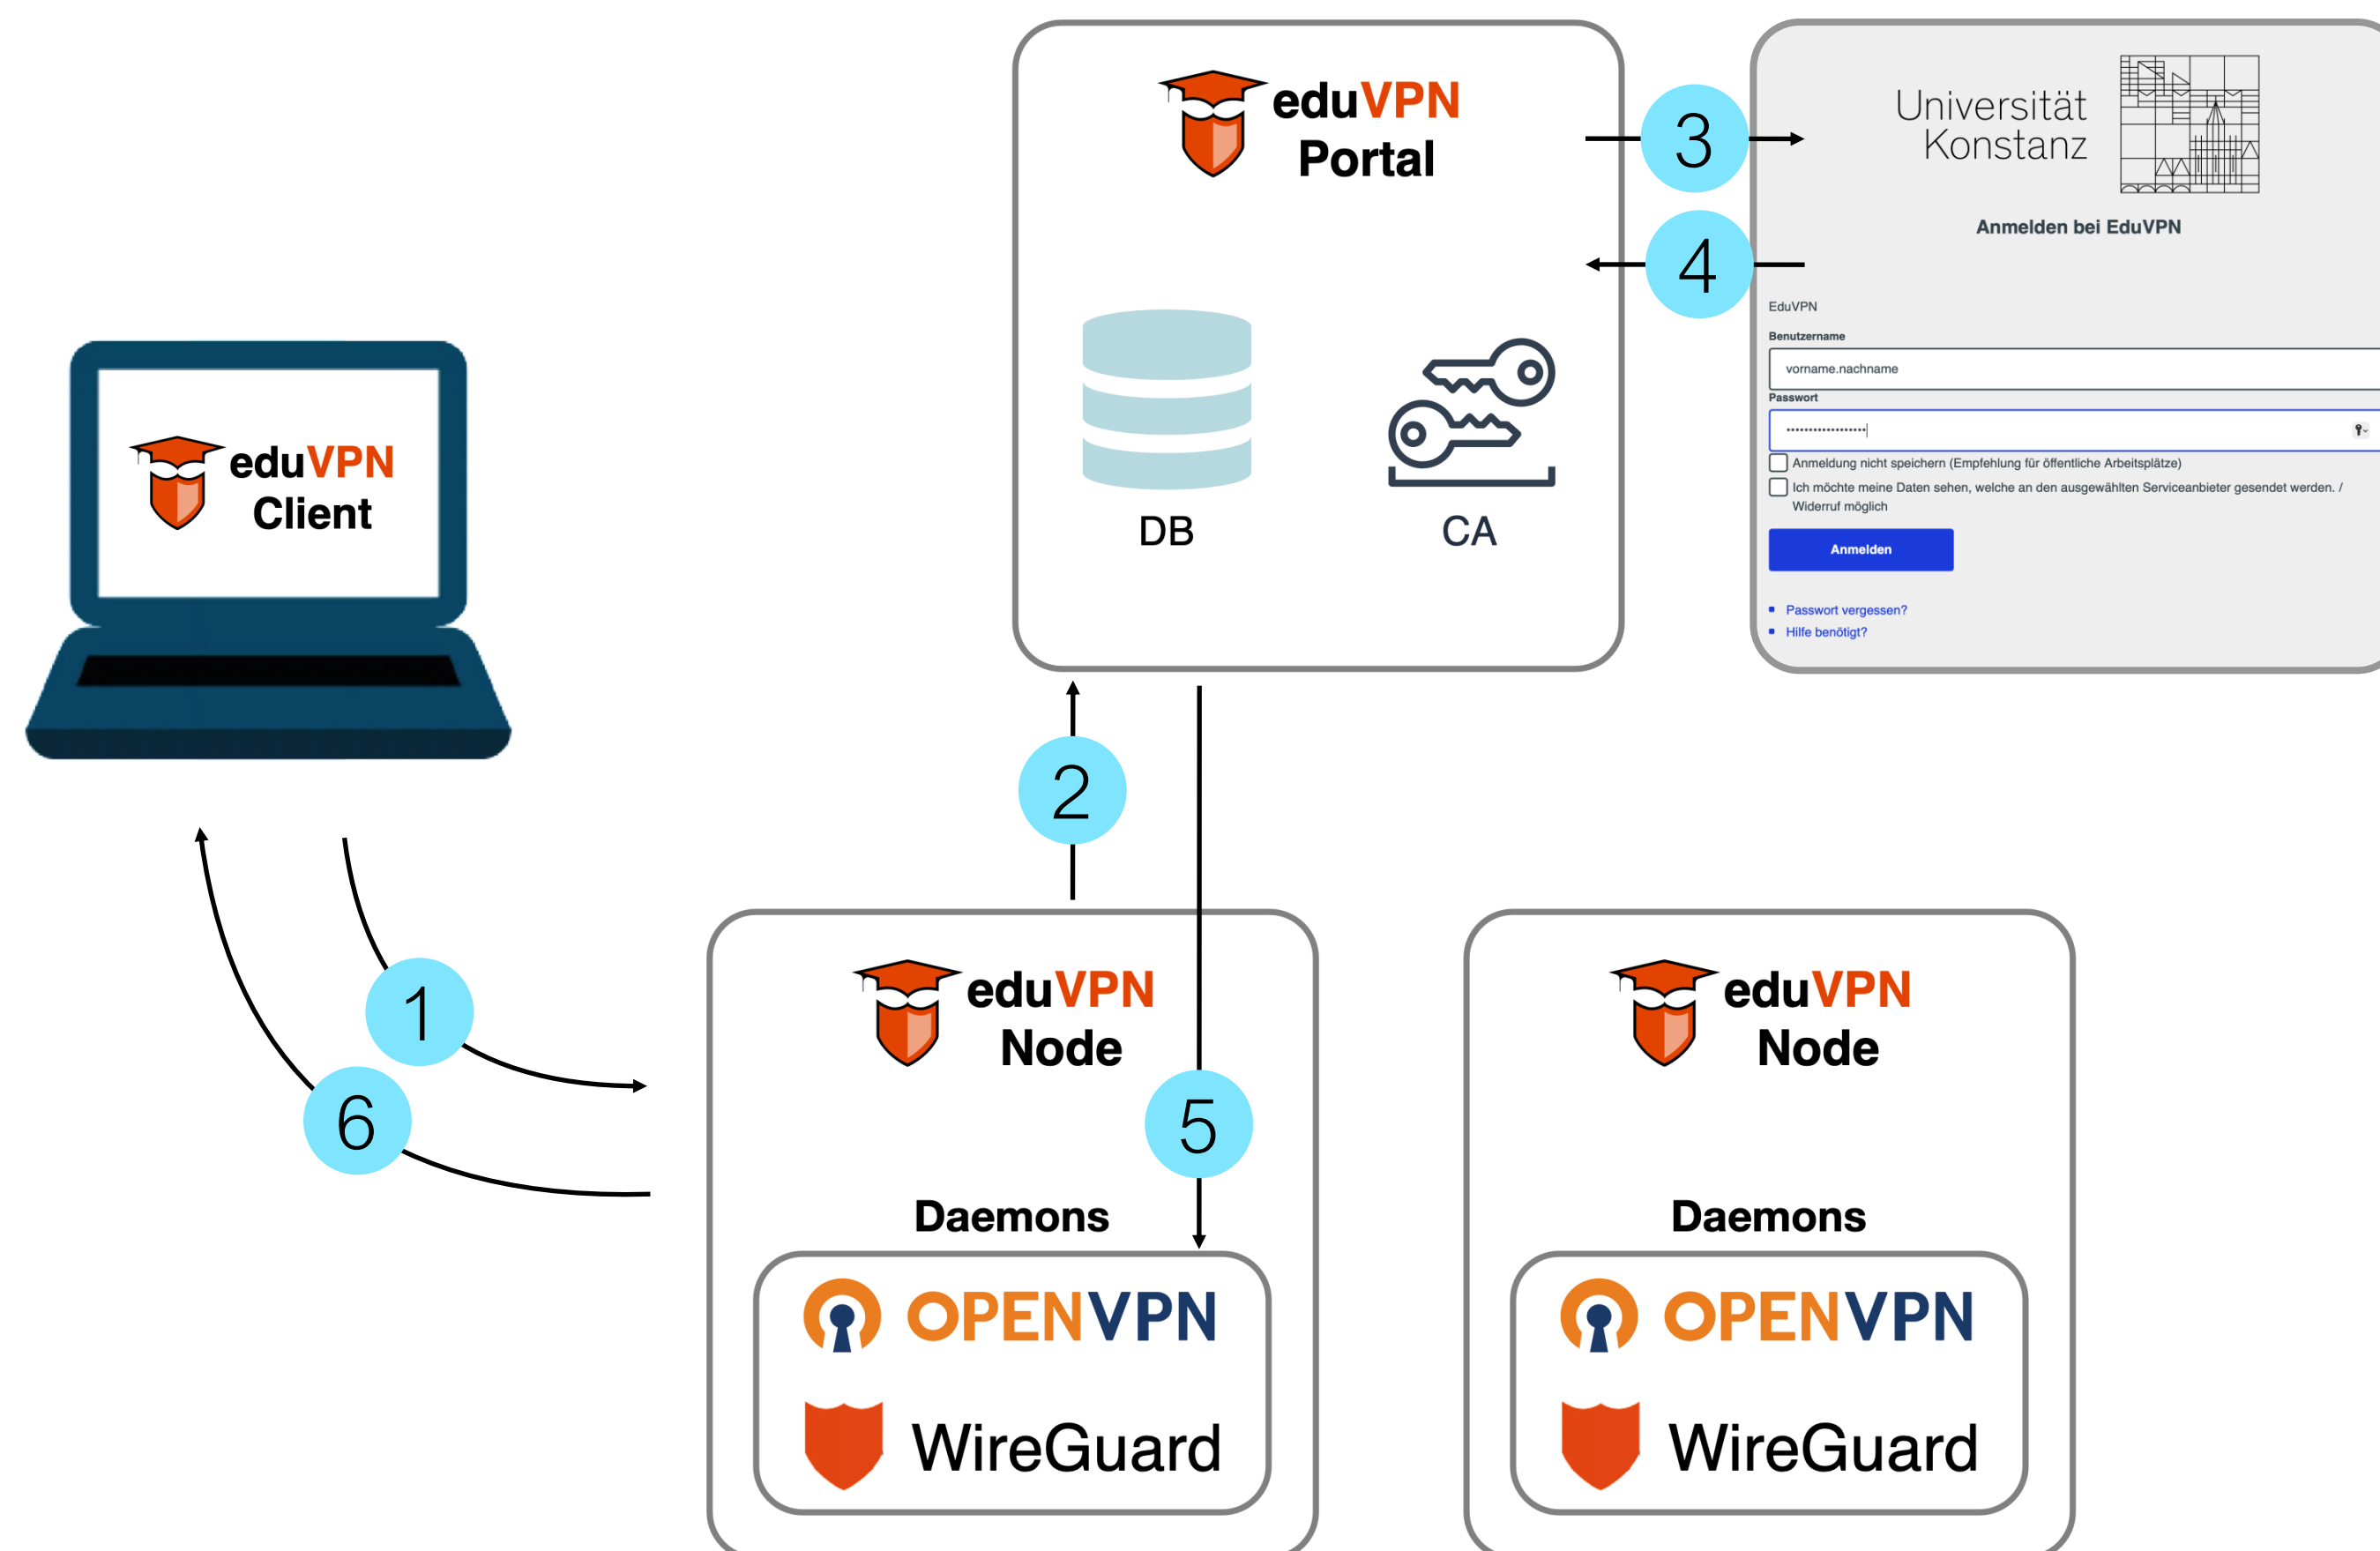 eduVPN
Portal
DB
CA
3
4
Universität
Konstanz
Anmelden bei EduVPN
EduVPN
Benutzername
vorname.nachname
Passwort
••••••••••••••••••
Anmeldung nicht speichern (Empfehlung für öffentliche Arbeitsplätze)
Ich möchte meine Daten sehen, welche an den ausgewählten Serviceanbieter gesendet werden. /
Widerruf möglich
Anmelden
Passwort vergessen?
Hilfe benötigt?
eduVPN
Client
2
1
6
5
eduVPN
Node
Daemons
OPENVPN
WireGuard
eduVPN
Node
Daemons
OPENVPN
WireGuard